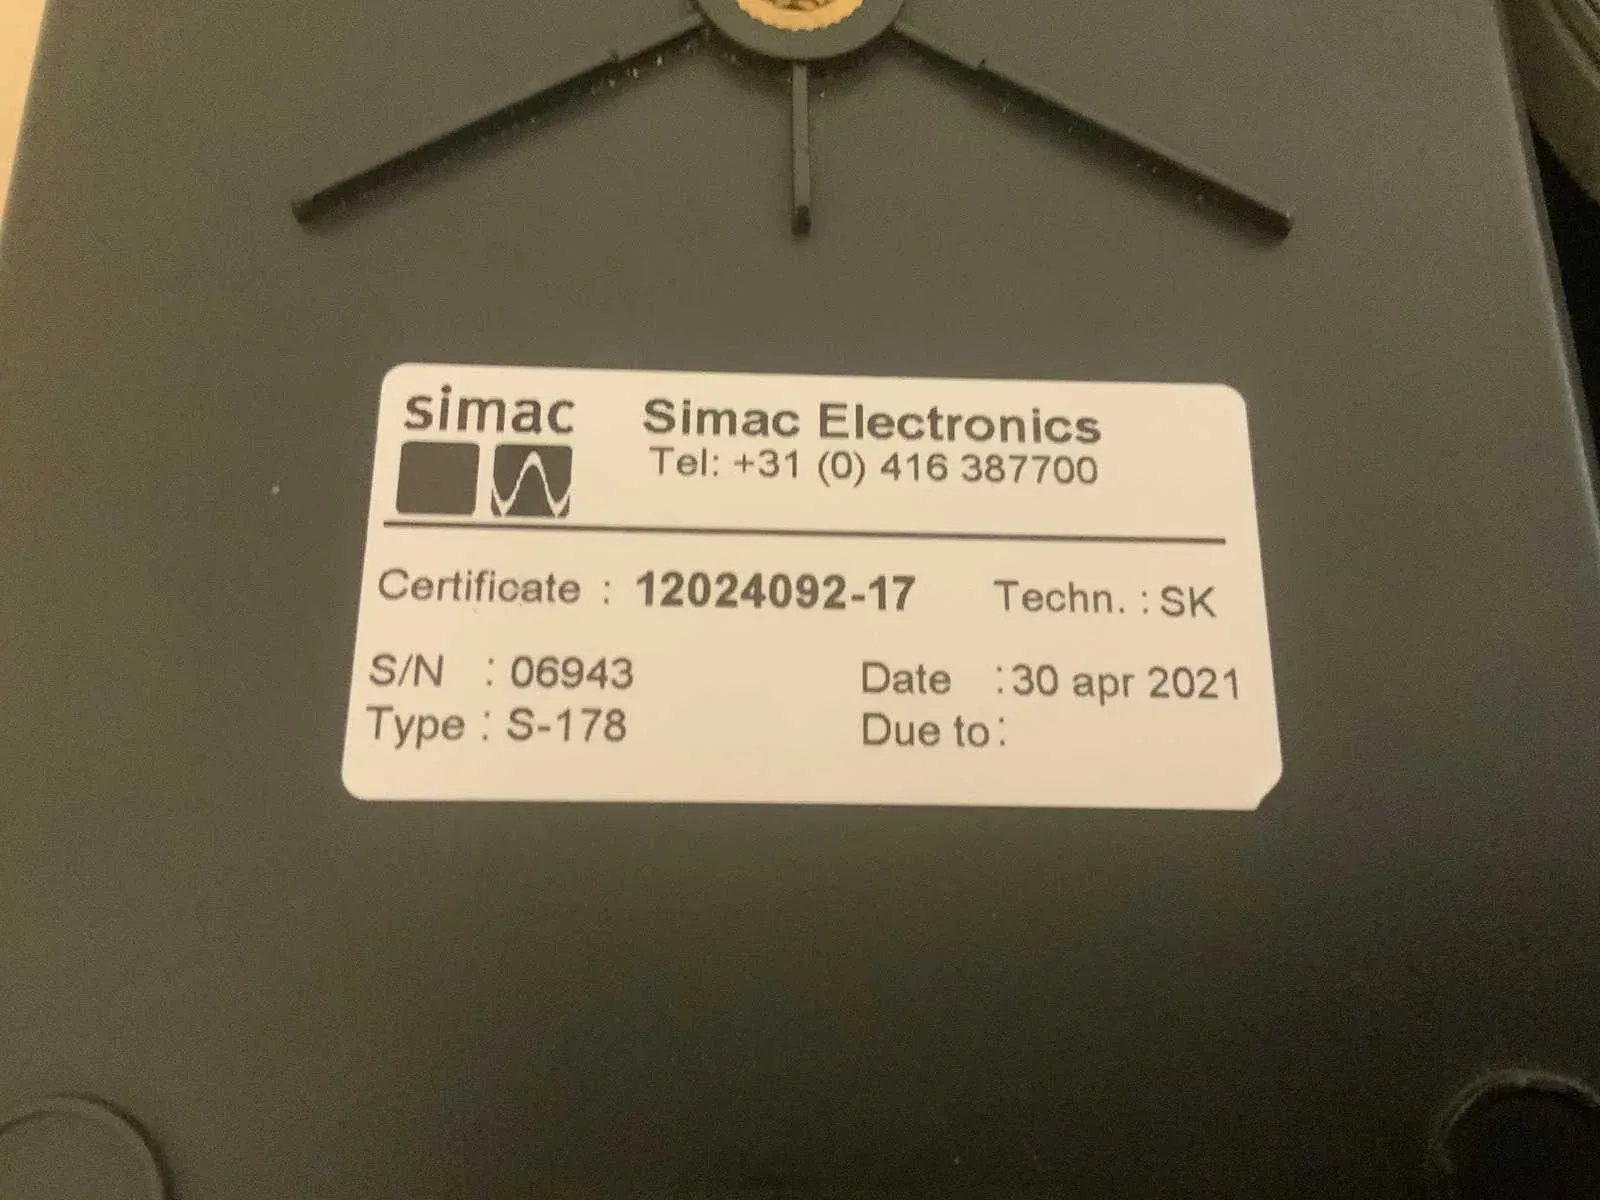 simac
Simac Electronics
Tel: +31 (0) 416 387700
Certificate : 12024092-17 Techn. : SK
S/N : 06943 Date : 30 apr 2021
Type : S-178 Due to :